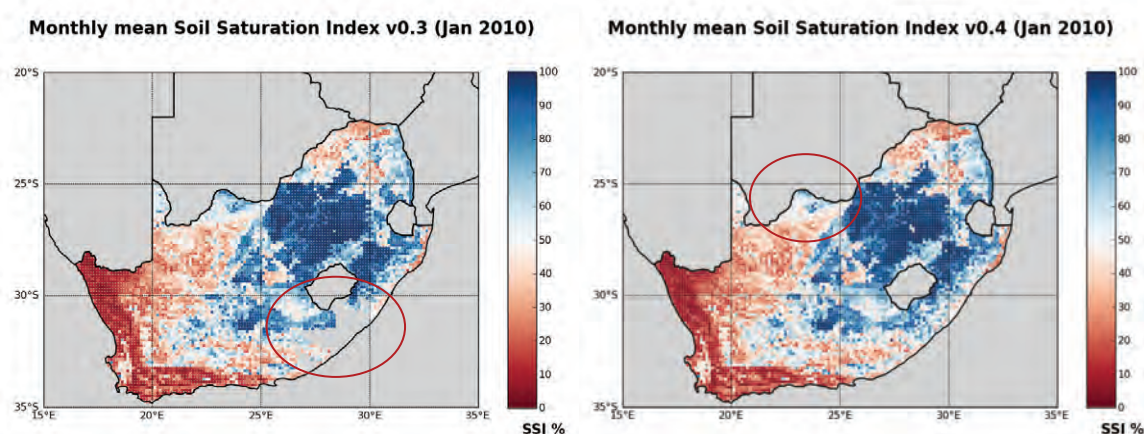 Monthly mean Soil Saturation Index v0.3 (Jan 2010)
20°S
25°S
30°S
35°S
15°E 20°E 25°E 30°E 35°E
100
90
80
70
60
50
40
30
20
10
0
SSI %
Monthly mean Soil Saturation Index v0.4 (Jan 2010)
20°S
25°S
30°S
35°S
15°E 20°E 25°E 30°E 35°E
100
90
80
70
60
50
40
30
20
10
0
SSI %